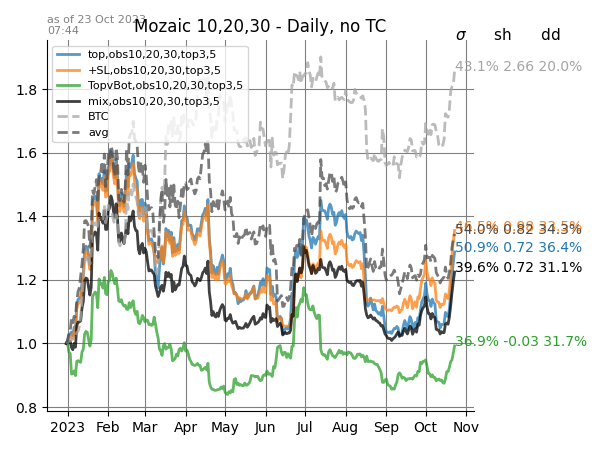 as of 23 Oct 2023
07:44
Mozaic 10,20,30 - Daily, no TC
σ sh dd
top,obs10,20,30,top3,5
+SL,obs10,20,30,top3,5
TopvBot,obs10,20,30,top3,5
mix,obs10,20,30,top3,5
BTC
avg
43.1% 2.66 20.0%
54.0% 0.82 34.3%
50.9% 0.72 36.4%
39.6% 0.72 31.1%
36.9% -0.03 31.7%
1.8
1.6
1.4
1.2
1.0
0.8
2023 Feb Mar Apr May Jun Jul Aug Sep Oct Nov